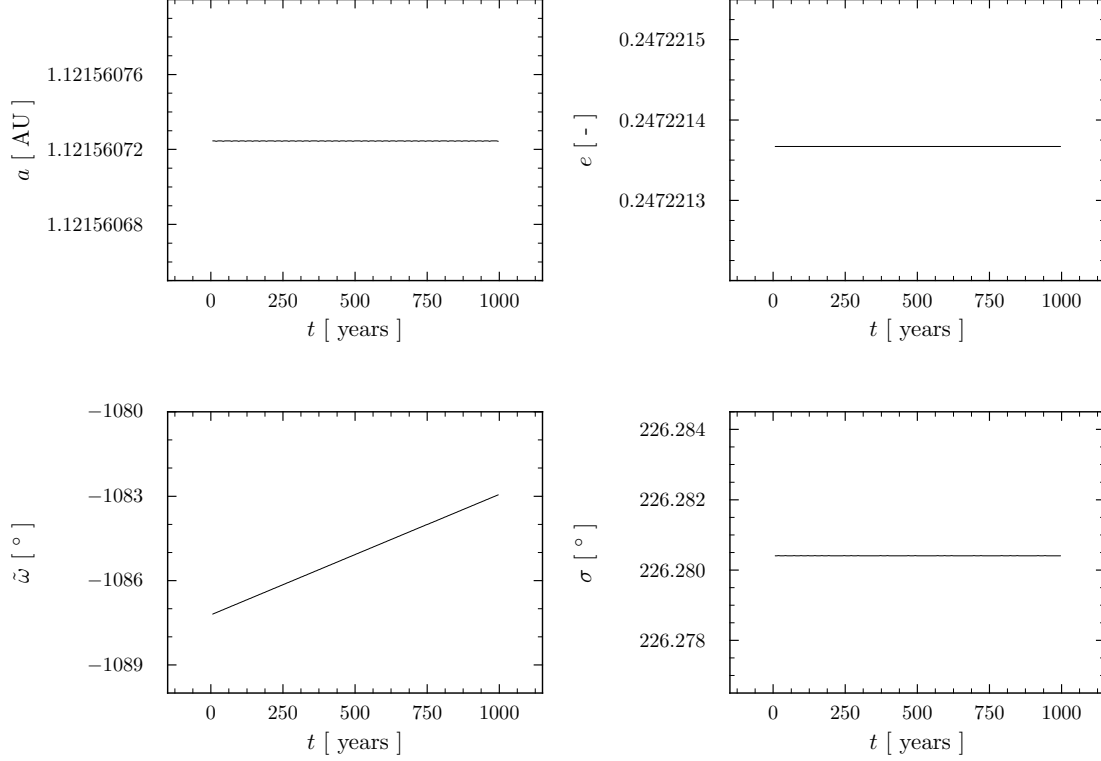 1.12156076
1.12156072
1.12156068
a [ AU ]
0 250 500 750 1000
t [ years ]
0.2472215
0.2472214
0.2472213
e [ - ]
0 250 500 750 1000
t [ years ]
−1080
−1083
−1086
−1089
ω̃ [ ° ]
0 250 500 750 1000
t [ years ]
226.284
226.282
226.280
226.278
σ [ ° ]
0 250 500 750 1000
t [ years ]